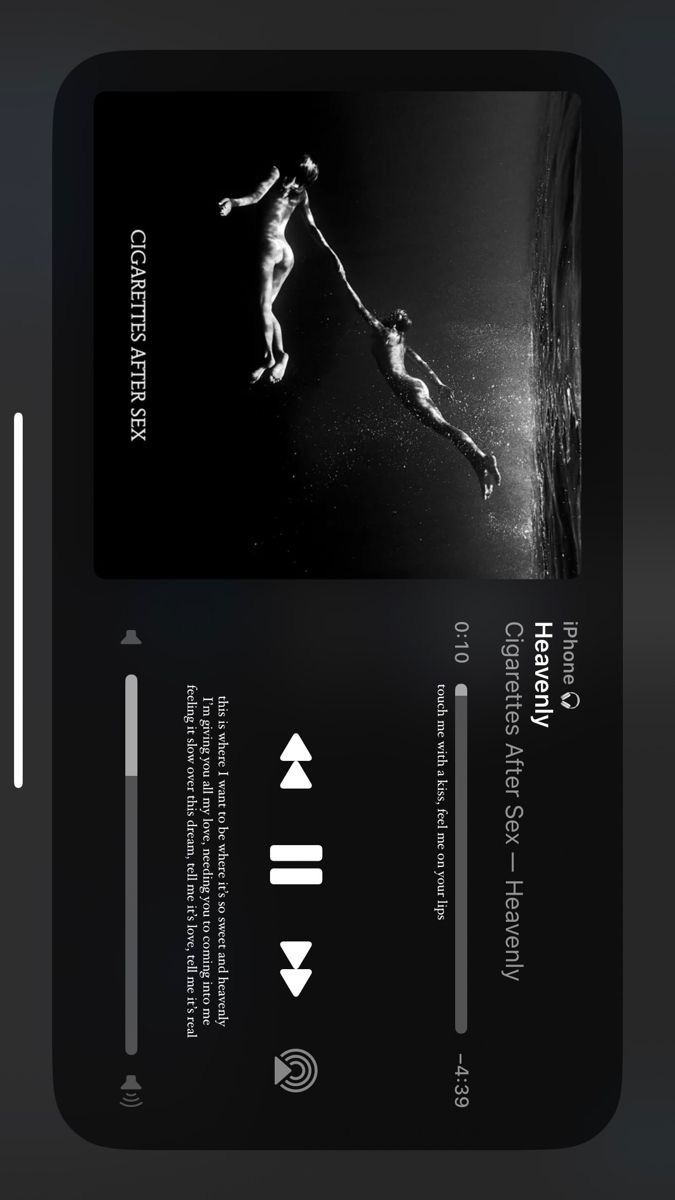 iPhone
Heavenly
Cigarettes After Sex — Heavenly
0:10
–4:39
touch me with a kiss, feel me on your lips
this is where I want to be where it’s so sweet and heavenly
I’m giving you all my love, needing you to coming into me
feeling it slow over this dream, tell me it’s love, tell me it’s real
CIGARETTES AFTER SEX